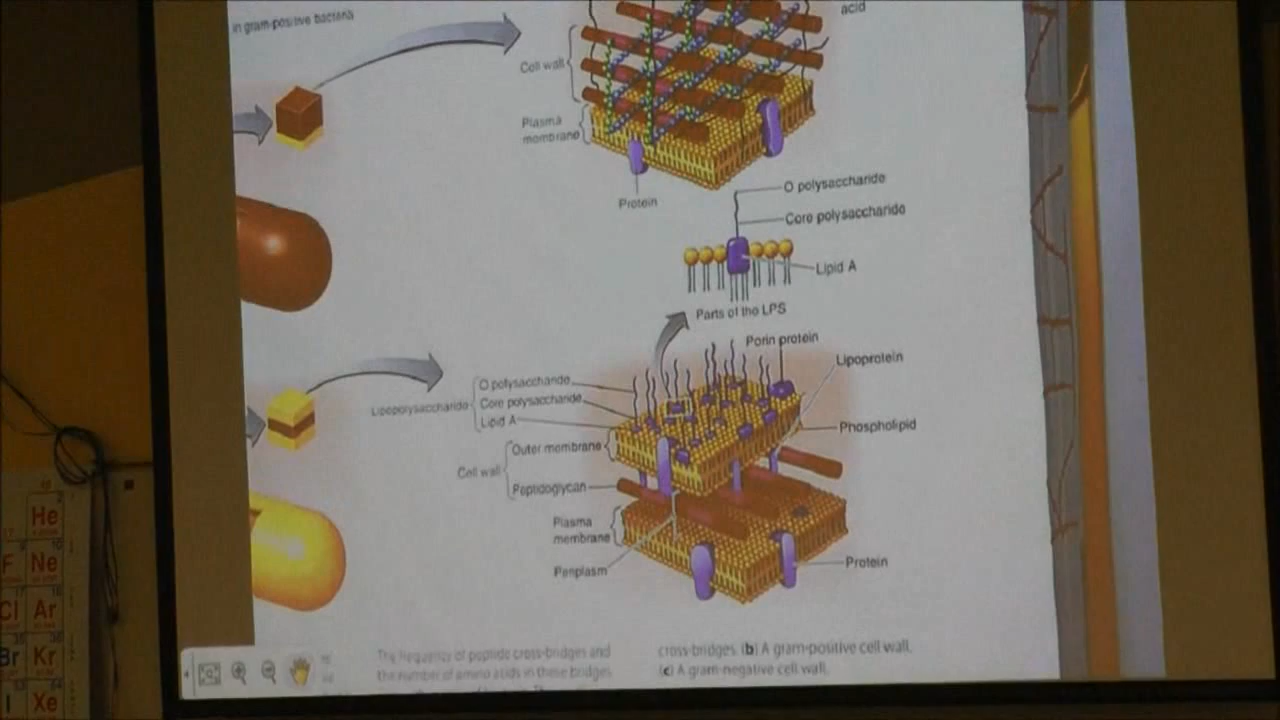 in gram-positive bacteria
acid
Cell wall
Plasma
membrane
Protein
O polysaccharide
Core polysaccharide
Lipid A
Parts of the LPS
Porin protein
Lipoprotein
O polysaccharide
Core polysaccharide
Lipopolysaccharide
Lipid A
Phospholipid
Outer membrane
Cell wall
Peptidoglycan
Plasma
membrane
Periplasm
Protein
The frequency of peptide cross-bridges and
the number of amino acids in these bridges
cross-bridges. (b) A gram-positive cell wall.
(c) A gram-negative cell wall.
He
F Ne
Cl Ar
Br Kr
I Xe